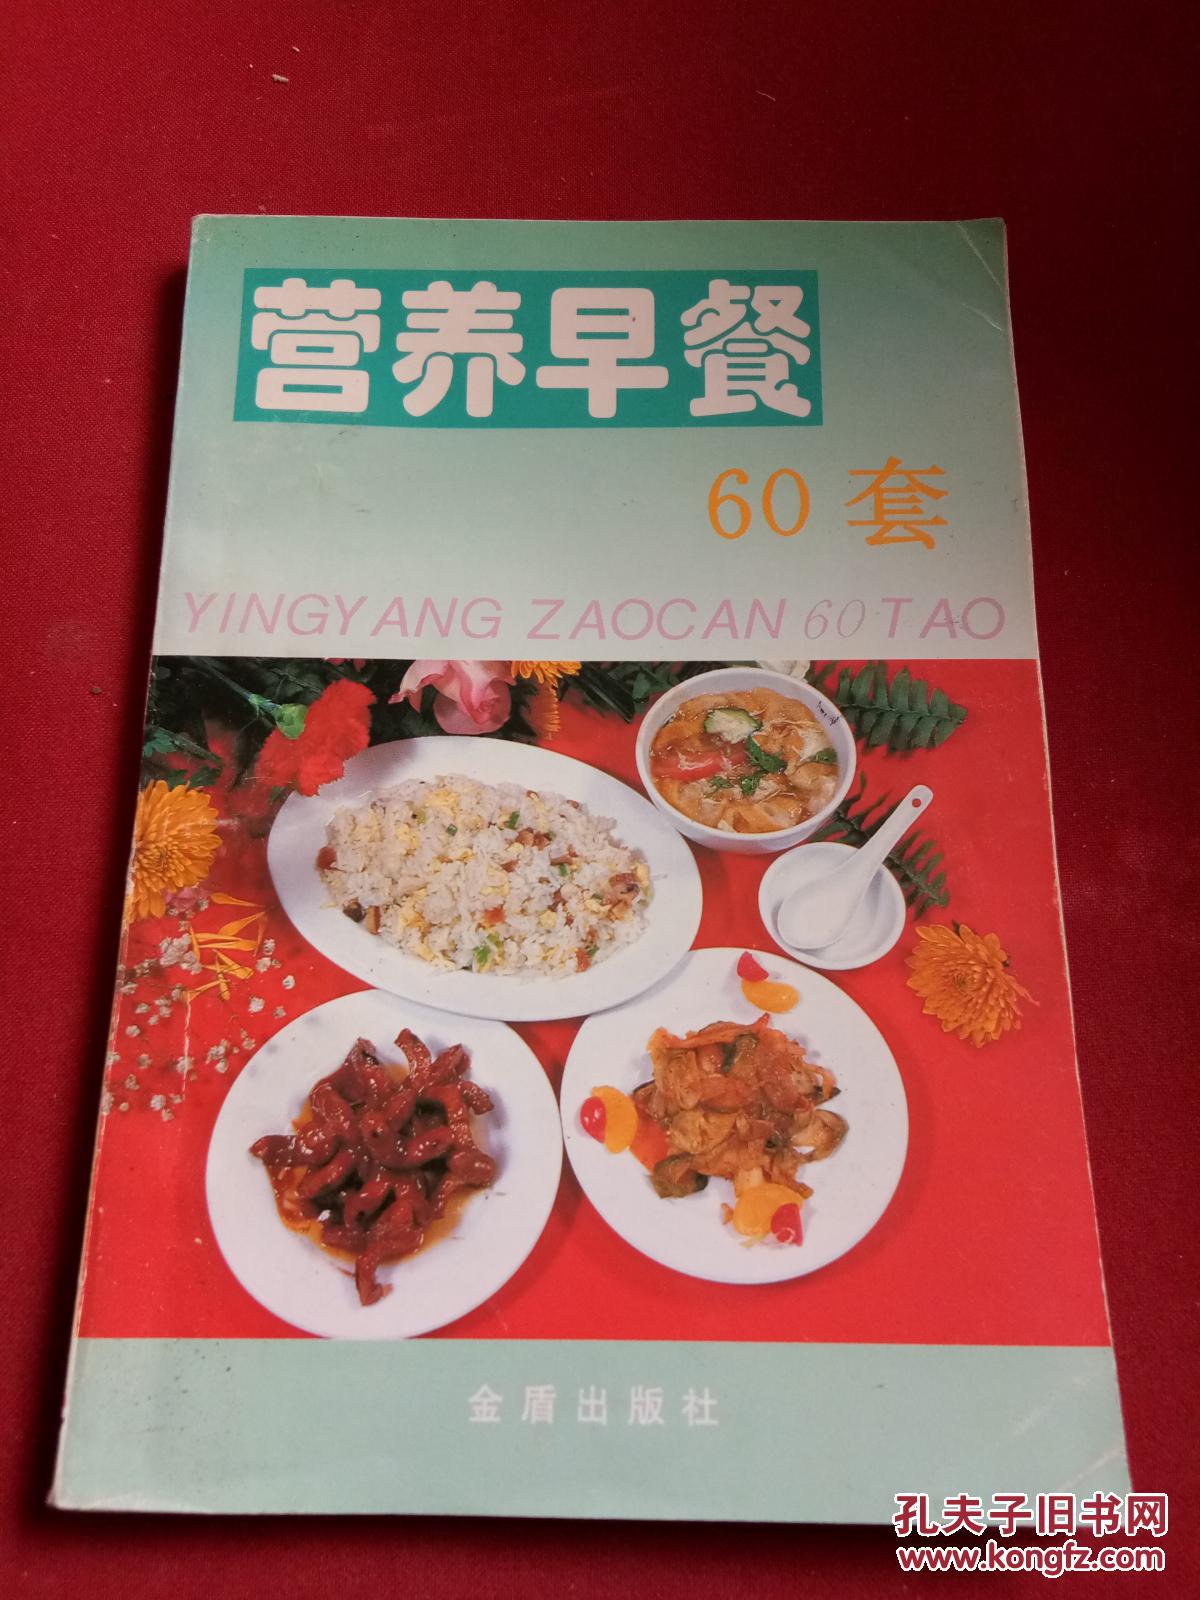 营养早餐
60套
YINGYANG ZAOCAN 60 TAO
金盾出版社
孔夫子旧书网
www.kongfz.com